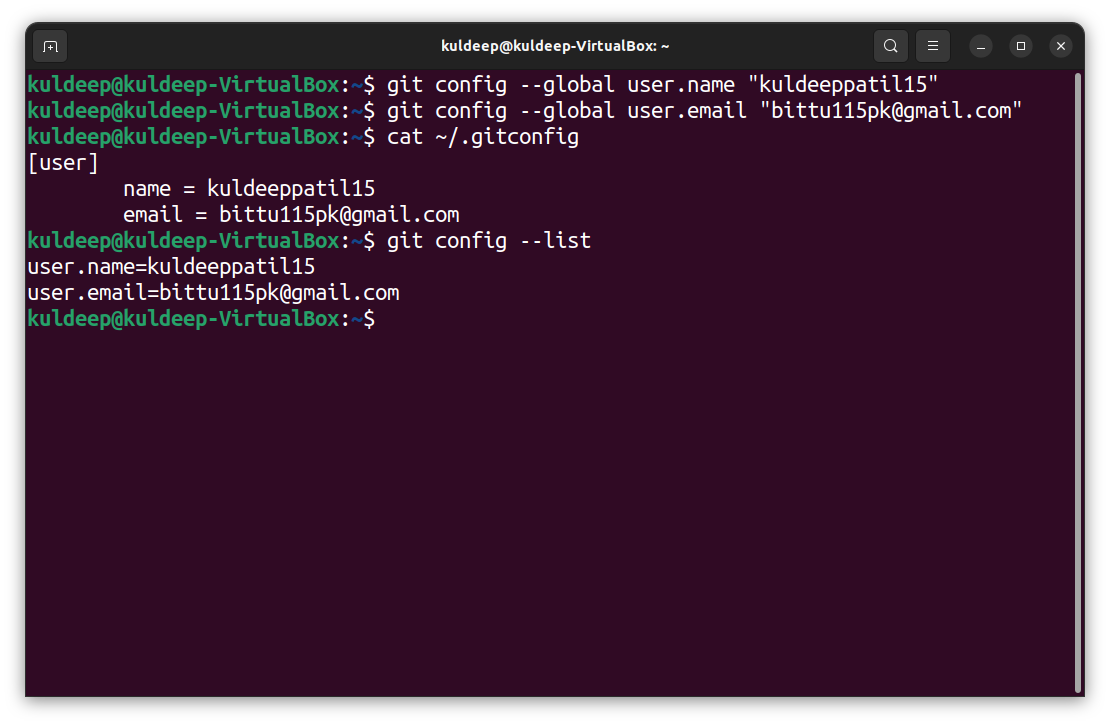 kuldeep@kuldeep-VirtualBox: ~
kuldeep@kuldeep-VirtualBox:~$ git config --global user.name "kuldeeppatil15"
kuldeep@kuldeep-VirtualBox:~$ git config --global user.email "bittu115pk@gmail.com"
kuldeep@kuldeep-VirtualBox:~$ cat ~/.gitconfig
[user]
        name = kuldeeppatil15
        email = bittu115pk@gmail.com
kuldeep@kuldeep-VirtualBox:~$ git config --list
user.name=kuldeeppatil15
user.email=bittu115pk@gmail.com
kuldeep@kuldeep-VirtualBox:~$